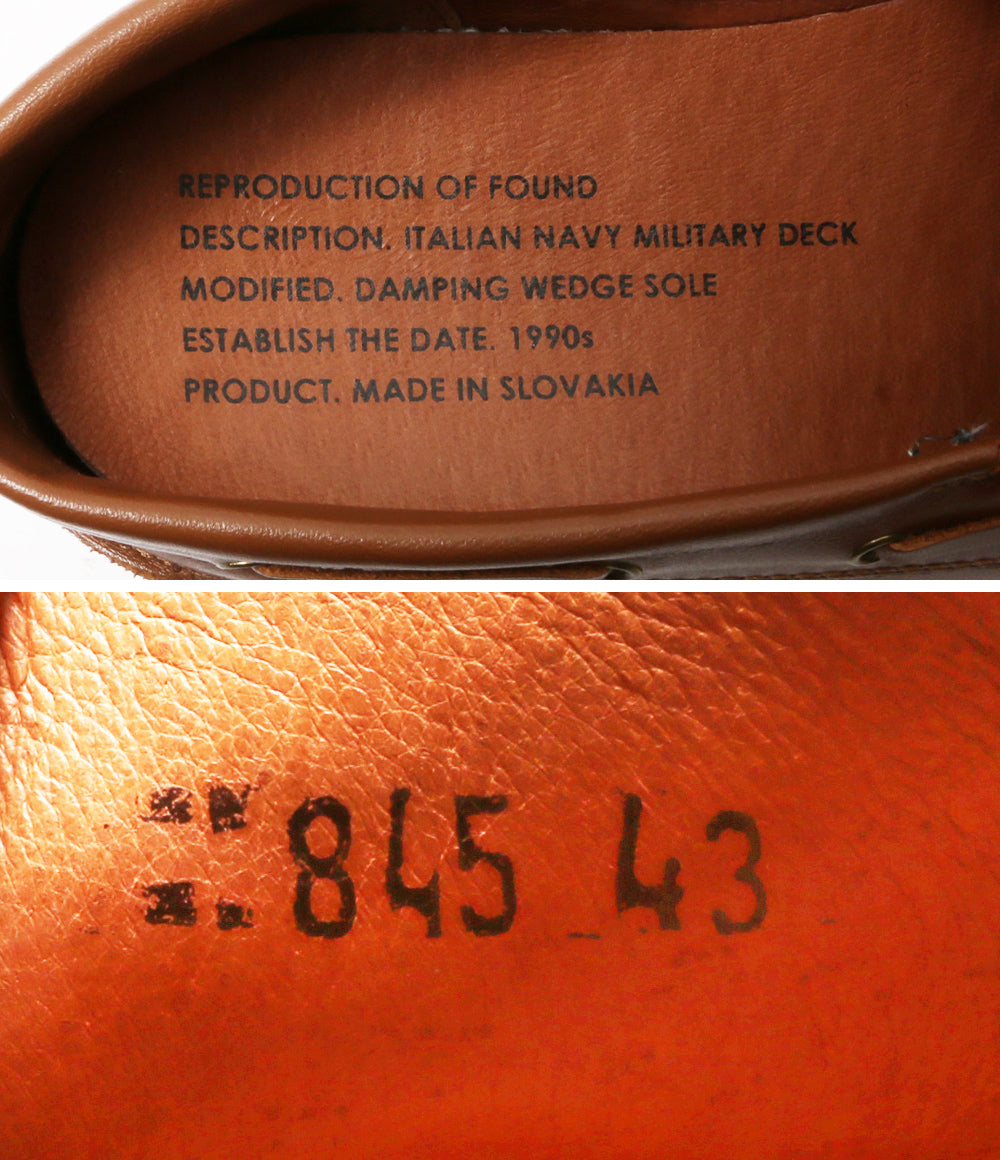 REPRODUCTION OF FOUND
DESCRIPTION. ITALIAN NAVY MILITARY DECK
MODIFIED. DAMPING WEDGE SOLE
ESTABLISH THE DATE. 1990s
PRODUCT. MADE IN SLOVAKIA
845 43